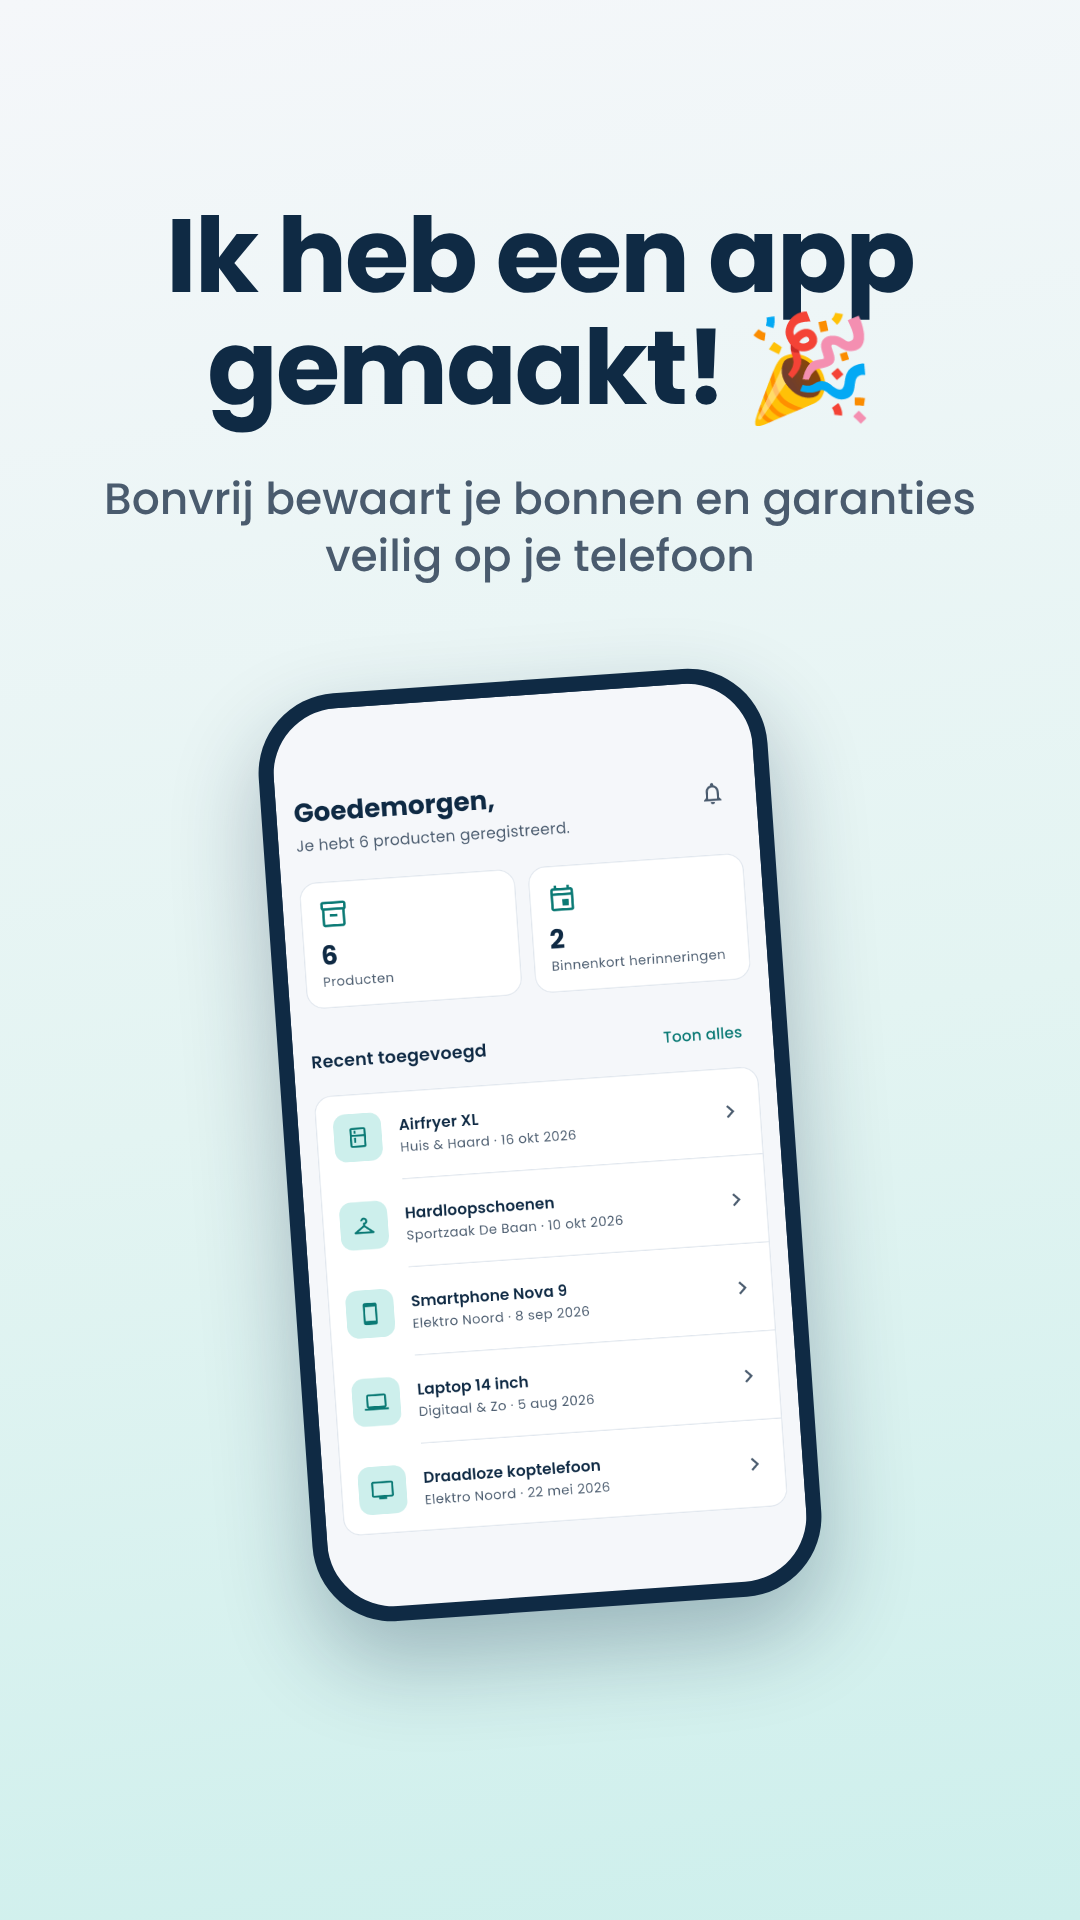 Ik heb een app
gemaakt! 🎉
Bonvrij bewaart je bonnen en garanties
veilig op je telefoon
Goedemorgen,
Je hebt 6 producten geregistreerd.
6
Producten
2
Binnenkort herinneringen
Recent toegevoegd
Toon alles
Airfryer XL
Huis & Haard · 16 okt 2026
Hardloopschoenen
Sportzaak De Baan · 10 okt 2026
Smartphone Nova 9
Elektro Noord · 8 sep 2026
Laptop 14 inch
Digitaal & Zo · 5 aug 2026
Draadloze koptelefoon
Elektro Noord · 22 mei 2026